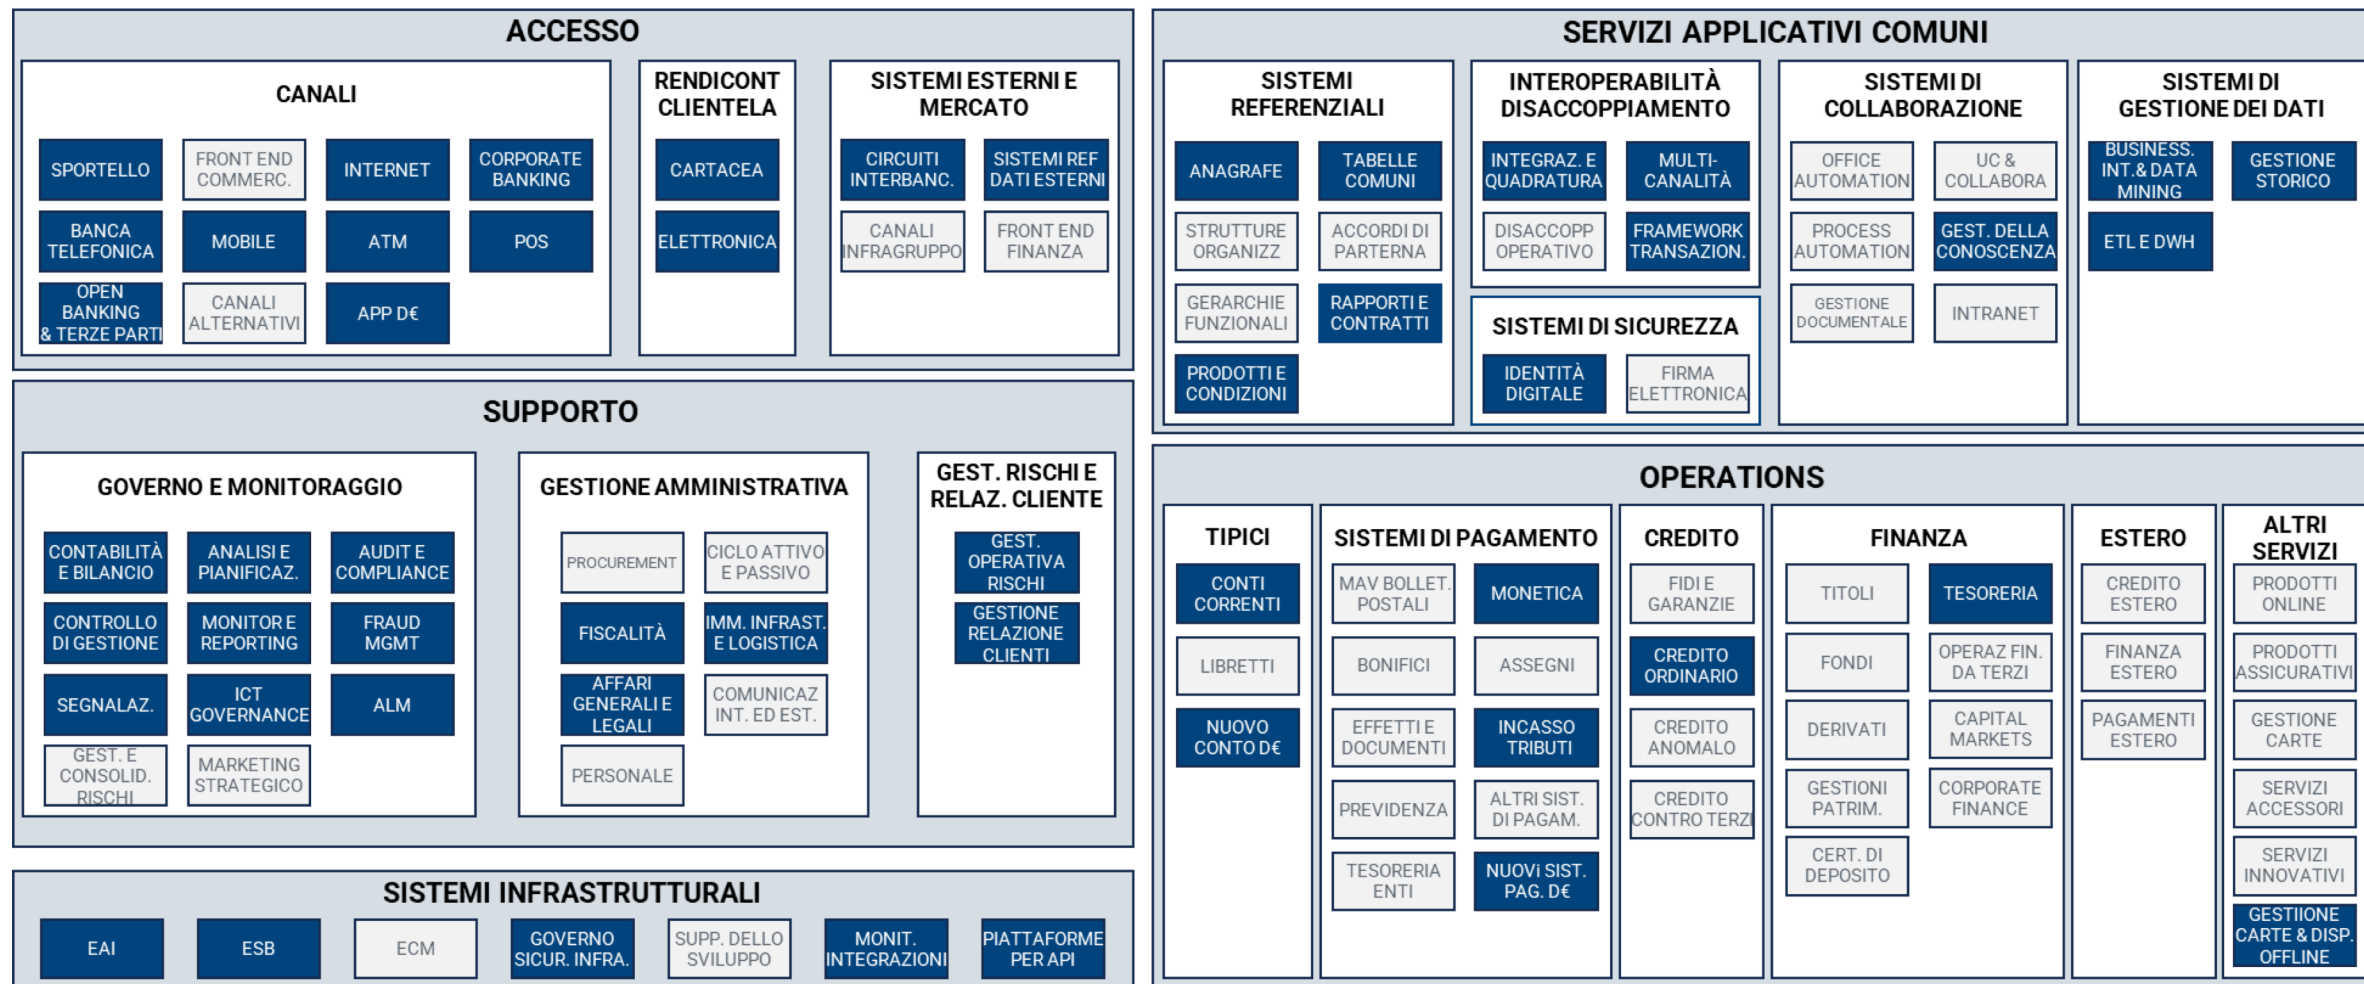 ACCESSO
CANALI
SPORTELLO
FRONT END
COMMERC.
INTERNET
CORPORATE
BANKING
BANCA
TELEFONICA
MOBILE
ATM
POS
OPEN
BANKING
& TERZE PARTI
CANALI
ALTERNATIVI
APP D€
RENDICONT
CLIENTELA
CARTACEA
ELETTRONICA
SISTEMI ESTERNI E
MERCATO
CIRCUITI
INTERBANC.
SISTEMI REF
DATI ESTERNI
CANALI
INFRAGRUPPO
FRONT END
FINANZA
SUPPORTO
GOVERNO E MONITORAGGIO
CONTABILITÀ
E BILANCIO
ANALISI E
PIANIFICAZ.
AUDIT E
COMPLIANCE
CONTROLLO
DI GESTIONE
MONITOR E
REPORTING
FRAUD
MGMT
SEGNALAZ.
ICT
GOVERNANCE
ALM
GEST. E
CONSOLID.
RISCHI
MARKETING
STRATEGICO
GESTIONE AMMINISTRATIVA
PROCUREMENT
CICLO ATTIVO
E PASSIVO
FISCALITÀ
IMM. INFRAST.
E LOGISTICA
AFFARI
GENERALI E
LEGALI
COMUNICAZ
INT. ED EST.
PERSONALE
GEST. RISCHI E
RELAZ. CLIENTE
GEST.
OPERATIVA
RISCHI
GESTIONE
RELAZIONE
CLIENTI
SISTEMI INFRASTRUTTURALI
EAI
ESB
ECM
GOVERNO
SICUR. INFRA.
SUPP. DELLO
SVILUPPO
MONIT.
INTEGRAZIONI
PIATTAFORME
PER API
SERVIZI APPLICATIVI COMUNI
SISTEMI
REFERENZIALI
ANAGRAFE
TABELLE
COMUNI
STRUTTURE
ORGANIZZ
ACCORDI DI
PARTERNA
GERARCHIE
FUNZIONALI
RAPPORTI E
CONTRATTI
PRODOTTI E
CONDIZIONI
INTEROPERABILITÀ
DISACCOPPIAMENTO
INTEGRAZ. E
QUADRATURA
MULTI-
CANALITÀ
DISACCOPP
OPERATIVO
FRAMEWORK
TRANSAZION.
SISTEMI DI SICUREZZA
IDENTITÀ
DIGITALE
FIRMA
ELETTRONICA
SISTEMI DI
COLLABORAZIONE
OFFICE
AUTOMATION
UC &
COLLABORA
PROCESS
AUTOMATION
GEST. DELLA
CONOSCENZA
GESTIONE
DOCUMENTALE
INTRANET
SISTEMI DI
GESTIONE DEI DATI
BUSINESS.
INT.& DATA
MINING
GESTIONE
STORICO
ETL E DWH
OPERATIONS
TIPICI
CONTI
CORRENTI
LIBRETTI
NUOVO
CONTO D€
SISTEMI DI PAGAMENTO
MAV BOLLET.
POSTALI
MONETICA
BONIFICI
ASSEGNI
EFFETTI E
DOCUMENTI
INCASSO
TRIBUTI
PREVIDENZA
ALTRI SIST.
DI PAGAM.
TESORERIA
ENTI
NUOVi SIST.
PAG. D€
CREDITO
FIDI E
GARANZIE
CREDITO
ORDINARIO
CREDITO
ANOMALO
CREDITO
CONTRO TERZI
FINANZA
TITOLI
TESORERIA
FONDI
OPERAZ FIN.
DA TERZI
DERIVATI
CAPITAL
MARKETS
GESTIONI
PATRIM.
CORPORATE
FINANCE
CERT. DI
DEPOSITO
ESTERO
CREDITO
ESTERO
FINANZA
ESTERO
PAGAMENTI
ESTERO
ALTRI
SERVIZI
PRODOTTI
ONLINE
PRODOTTI
ASSICURATIVI
GESTIONE
CARTE
SERVIZI
ACCESSORI
SERVIZI
INNOVATIVI
GESTIIONE
CARTE & DISP.
OFFLINE